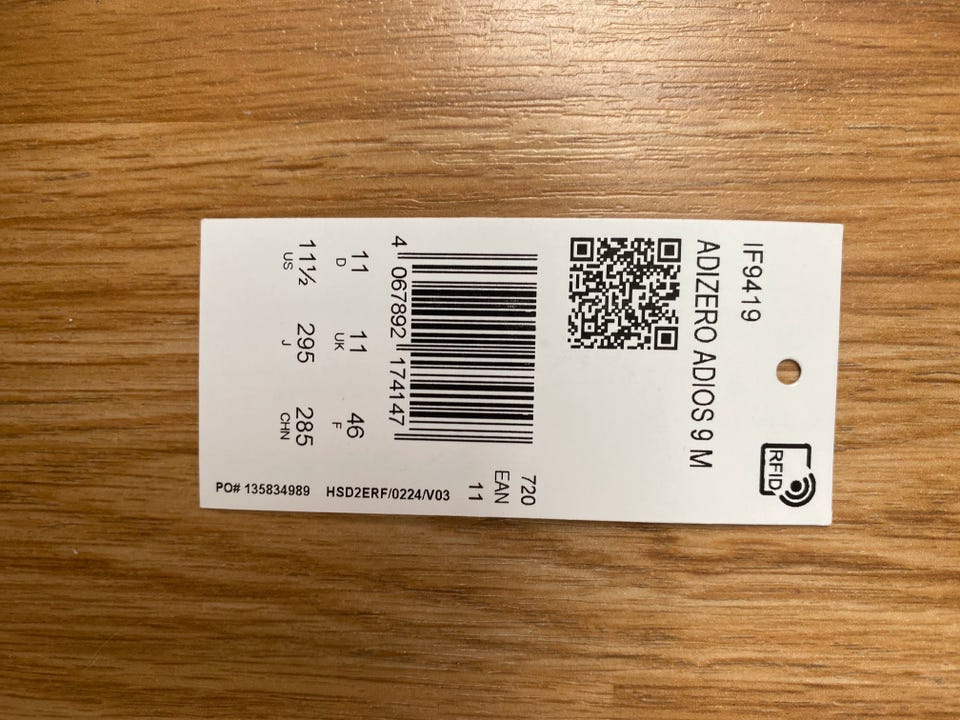 IF9419
ADIZERO ADIOS 9 M
RFID
720
EAN
11
4 067892 174147
11 11 46
D UK F
11½ 295 285
US J CHN
PO# 135834989 HSD2ERF/0224/V03